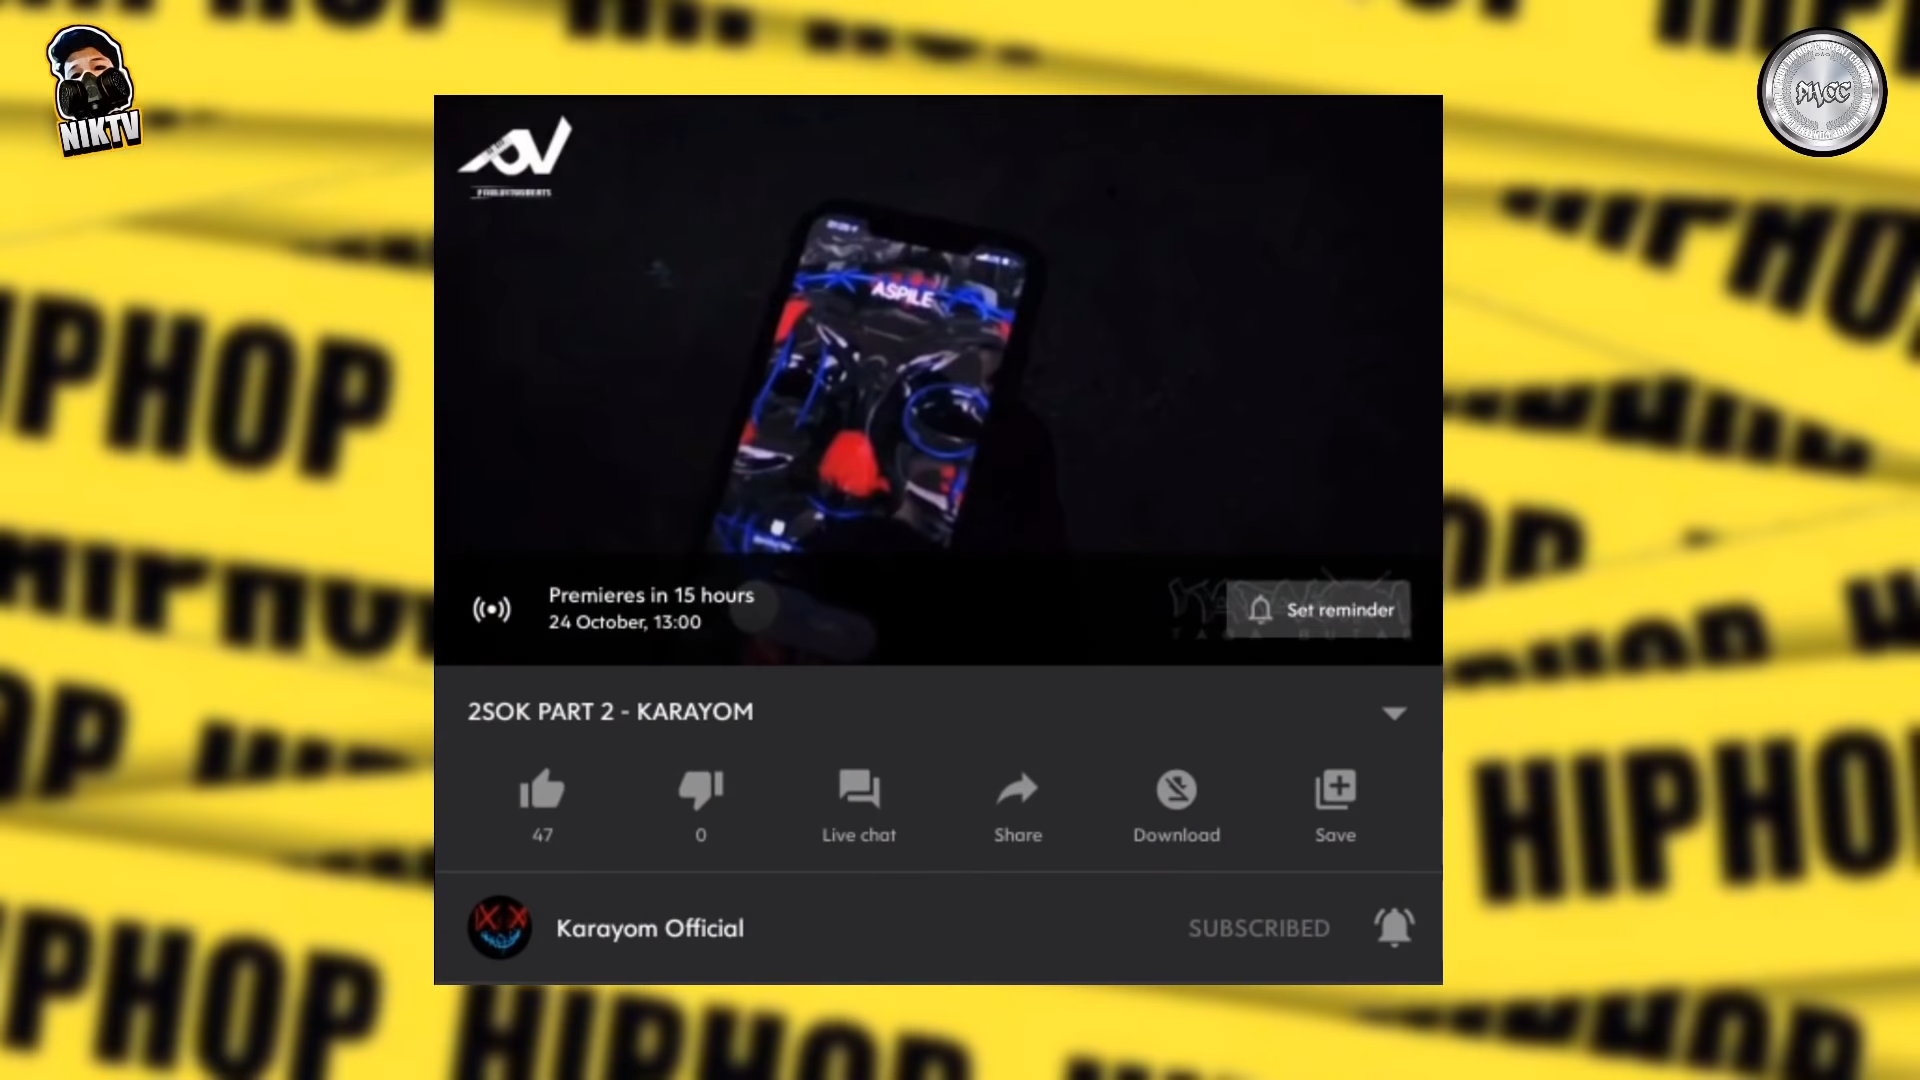 NIKTV
ASPILE
Premieres in 15 hours
24 October, 13:00
Set reminder
2SOK PART 2 - KARAYOM
47
0
Live chat
Share
Download
Save
Karayom Official
SUBSCRIBED
HIPHOP
HIPHOP
HIPHOP
HIPHOP